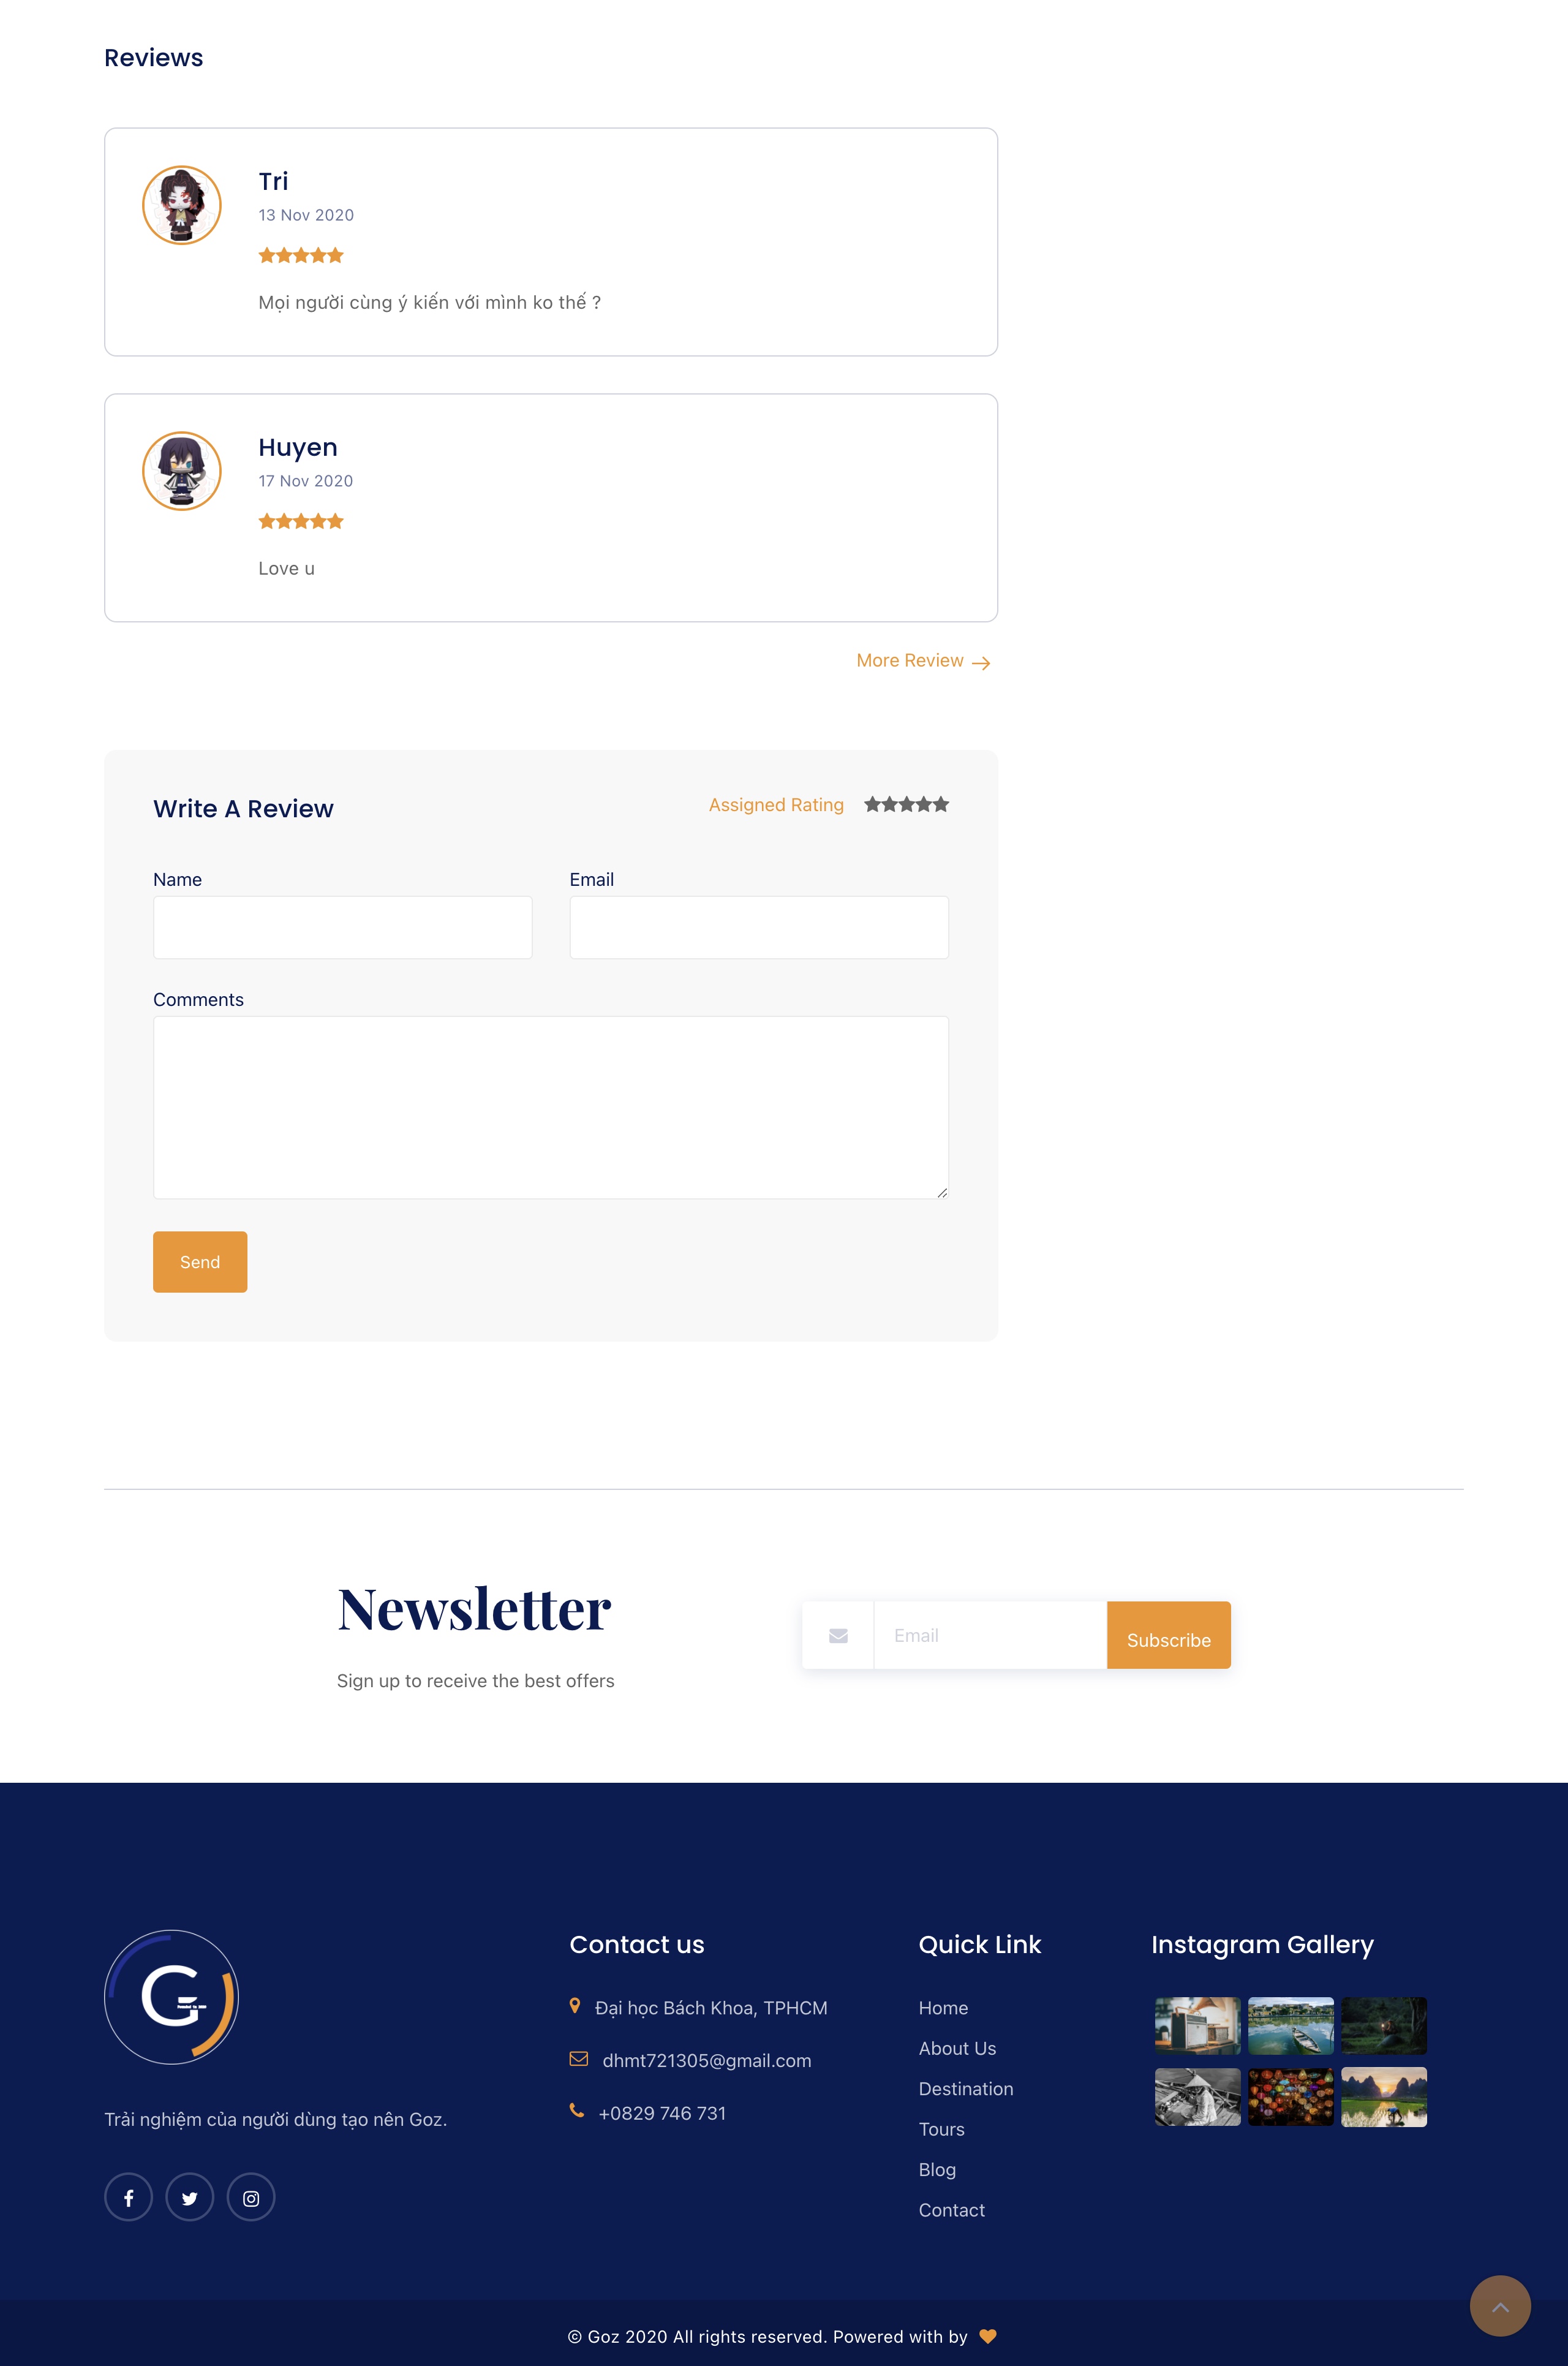 Reviews
Tri
13 Nov 2020
Mọi người cùng ý kiến với mình ko thế ?
Huyen
17 Nov 2020
Love u
More Review →
Write A Review
Assigned Rating
Name
Email
Comments
Send
Newsletter
Sign up to receive the best offers
Email
Subscribe
G
Trải nghiệm của người dùng tạo nên Goz.
Contact us
Đại học Bách Khoa, TPHCM
dhmt721305@gmail.com
+0829 746 731
Quick Link
Home
About Us
Destination
Tours
Blog
Contact
Instagram Gallery
© Goz 2020 All rights reserved. Powered with by